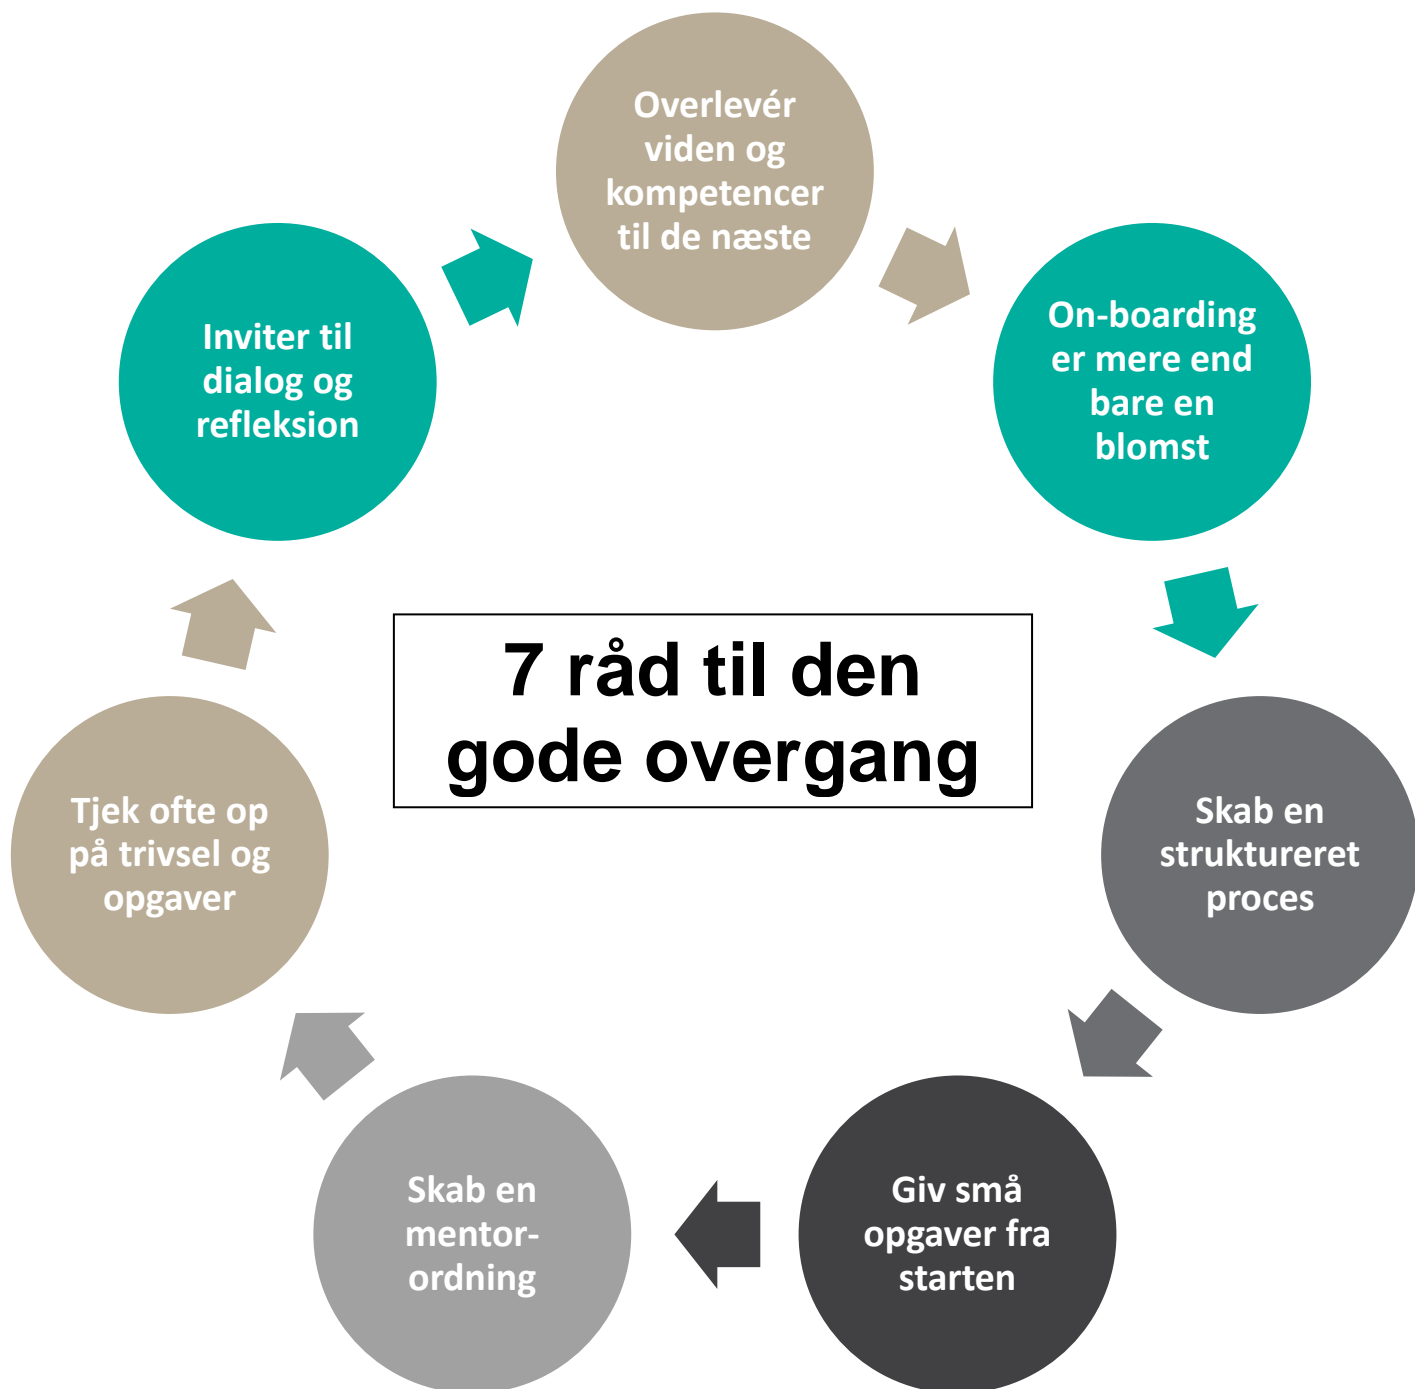 Overlevér
viden og
kompetencer
til de næste
On-boarding
er mere end
bare en
blomst
Skab en
struktureret
proces
Giv små
opgaver fra
starten
Skab en
mentor-
ordning
Tjek ofte op
på trivsel og
opgaver
Inviter til
dialog og
refleksion
7 råd til den
gode overgang